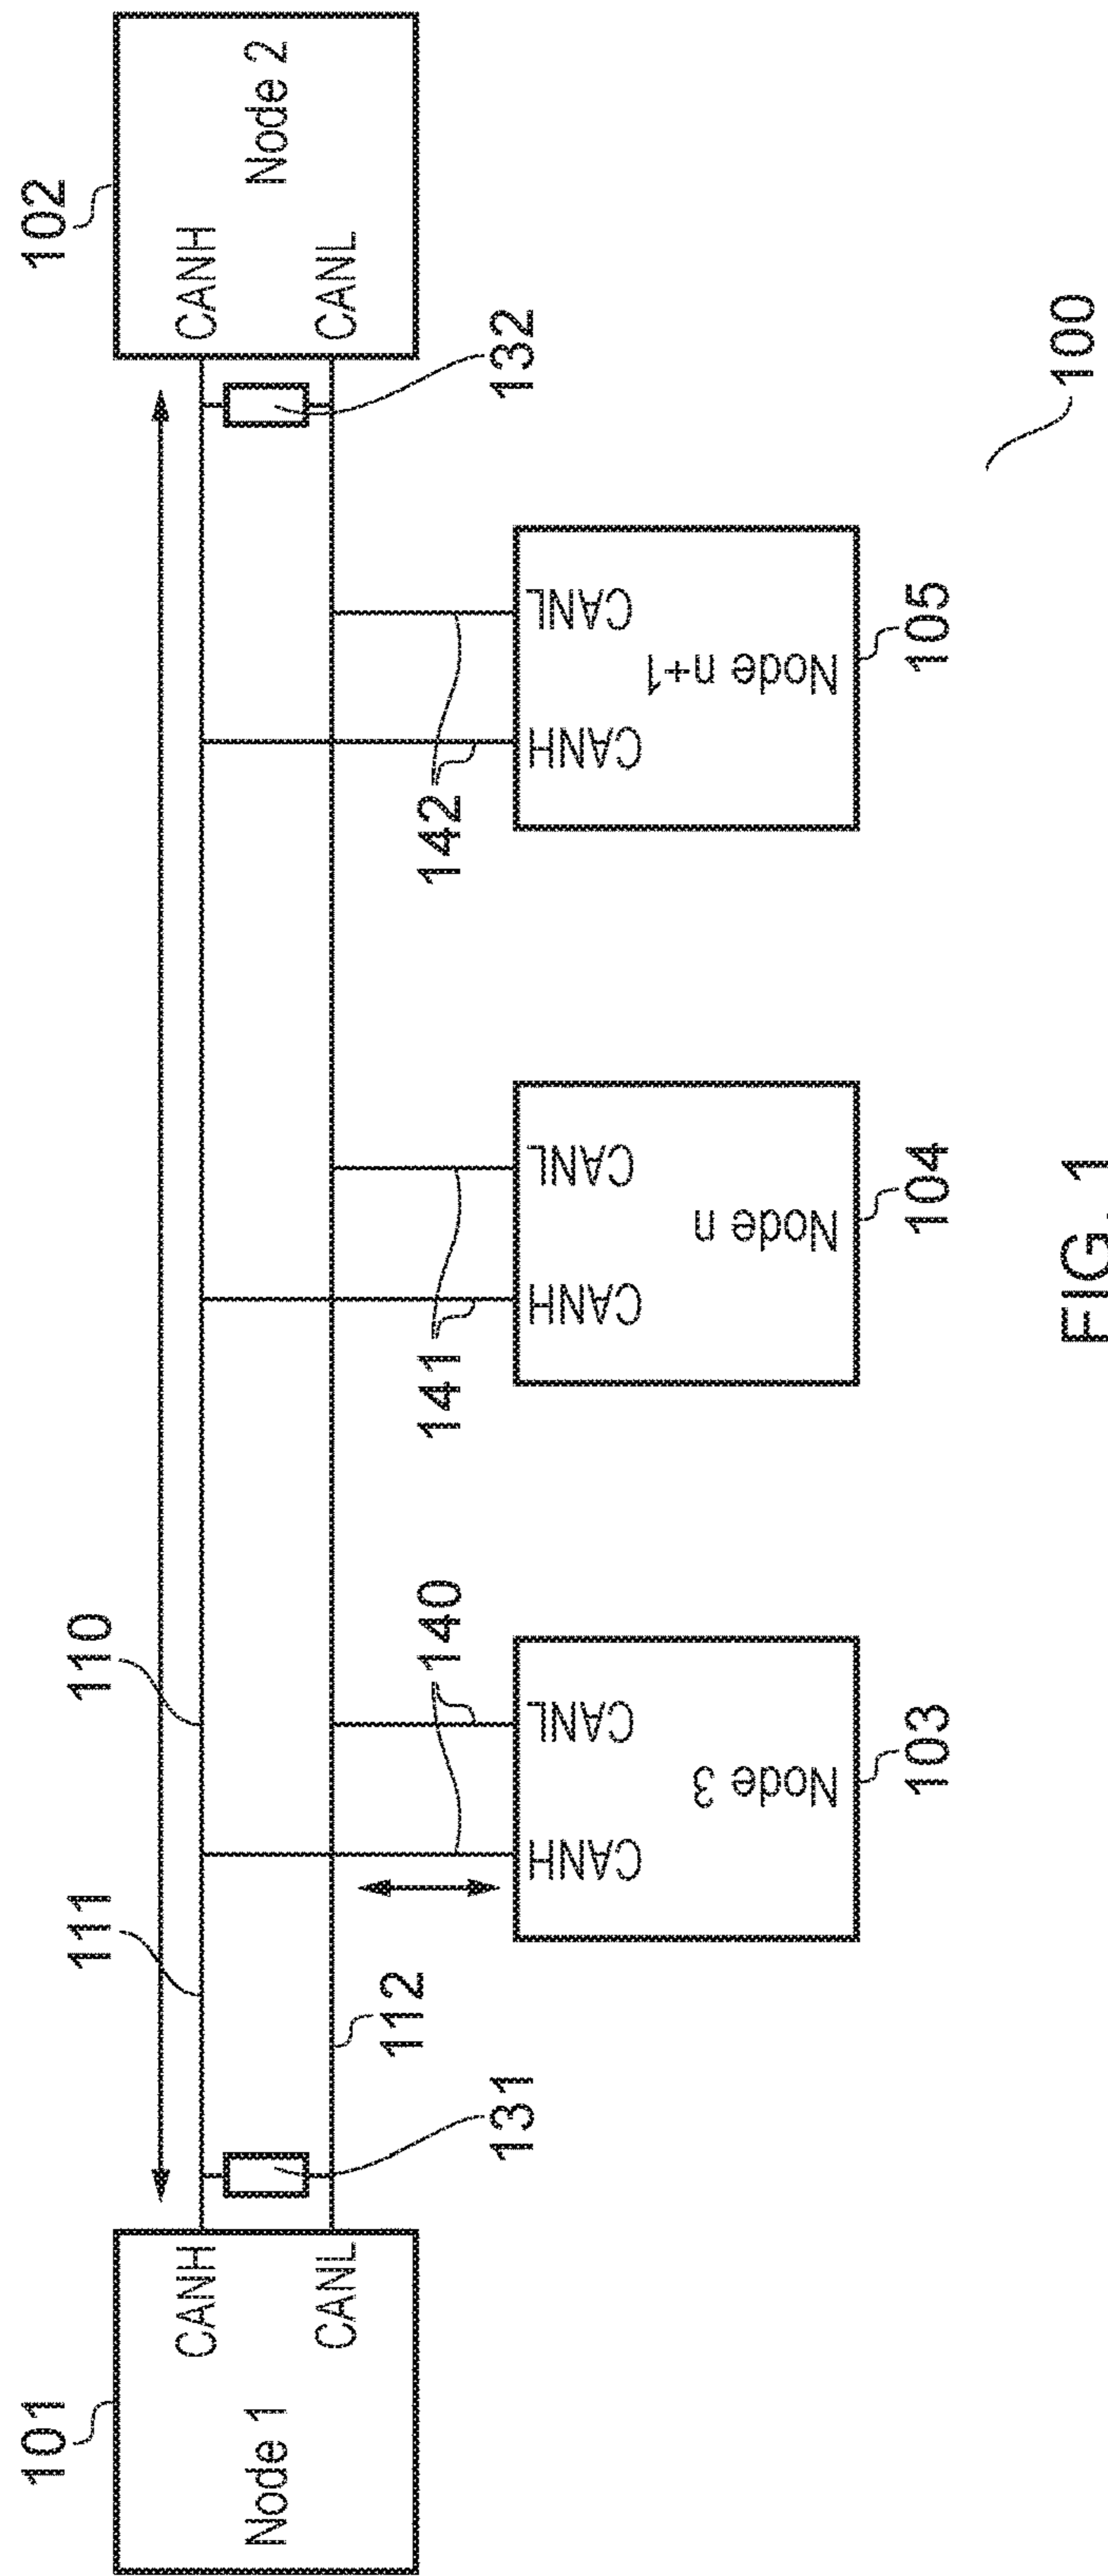 101
Node 1
CANH
CANL
131
111
110
112
102
CANH
CANL
Node 2
132
140
CANH
CANL
Node 3
103
141
CANH
CANL
Node n
104
142
CANH
CANL
Node n+1
105
100
FIG. 1